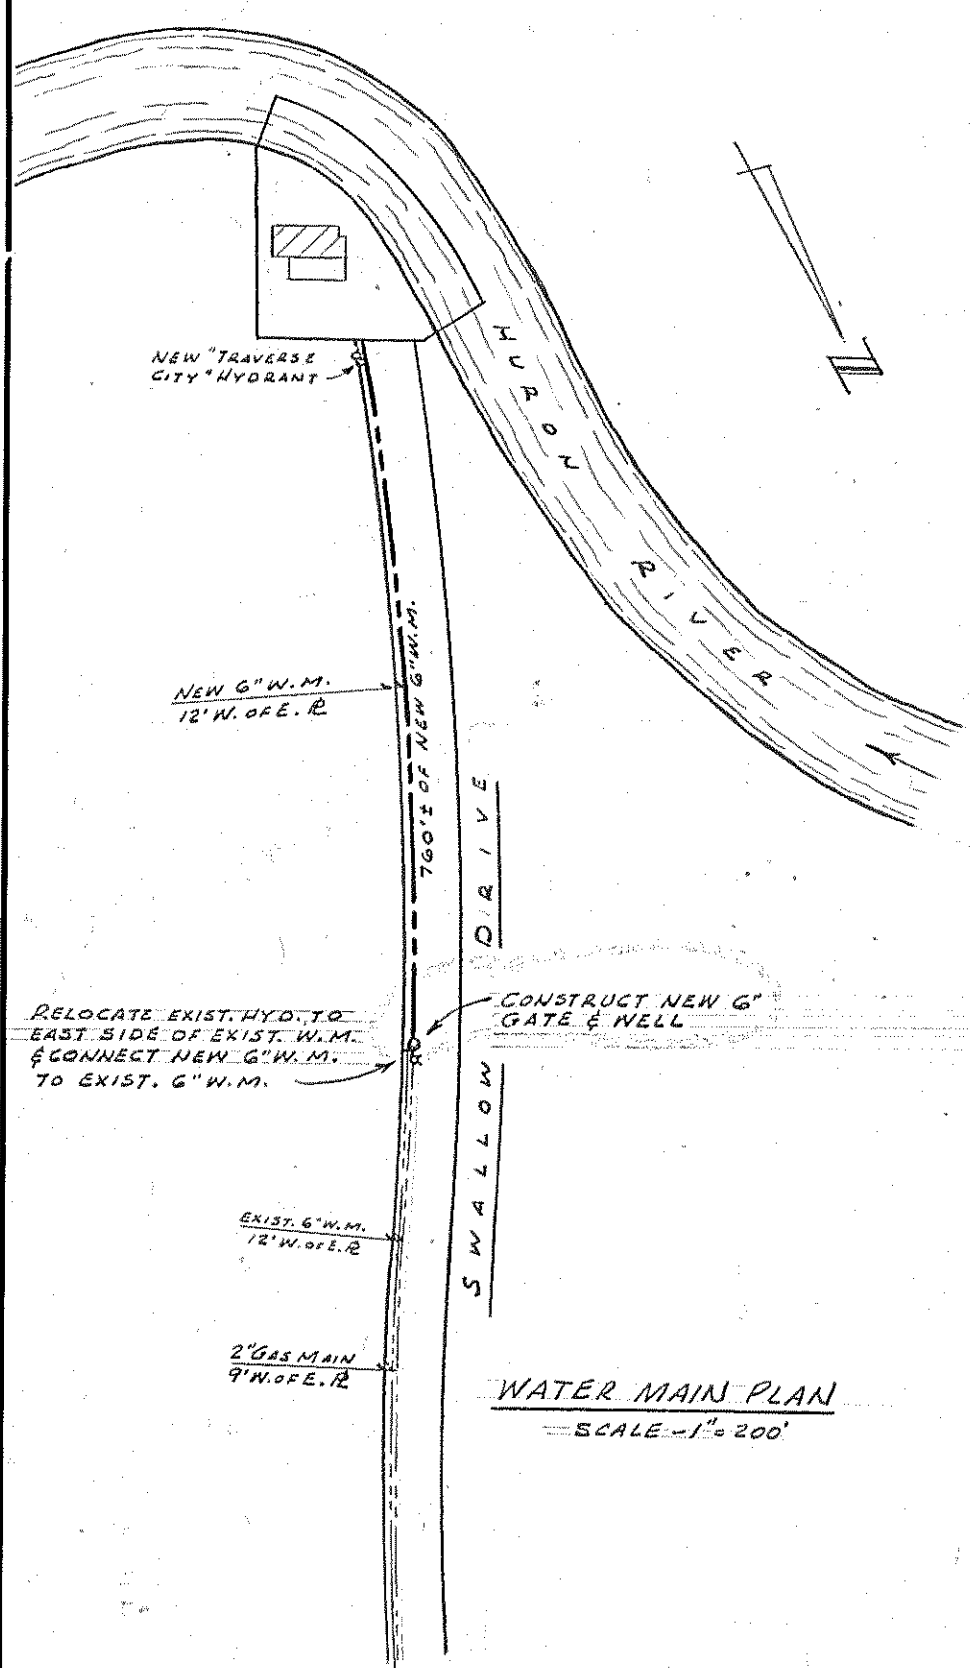 NEW "TRAVERSE
CITY" HYDRANT
HURON RIVER
N
NEW 6" W.M.
12' W. OF E. ℞
760'± OF NEW 6" W.M.
SWALLOW DRIVE
CONSTRUCT NEW 6"
GATE & WELL
RELOCATE EXIST. HYD. TO
EAST SIDE OF EXIST. W.M.
& CONNECT NEW 6" W.M.
TO EXIST. 6" W.M.
EXIST. 6" W.M.
12' W. OF E. ℞
2" GAS MAIN
9' W. OF E. ℞
WATER MAIN PLAN
SCALE - 1" = 200'